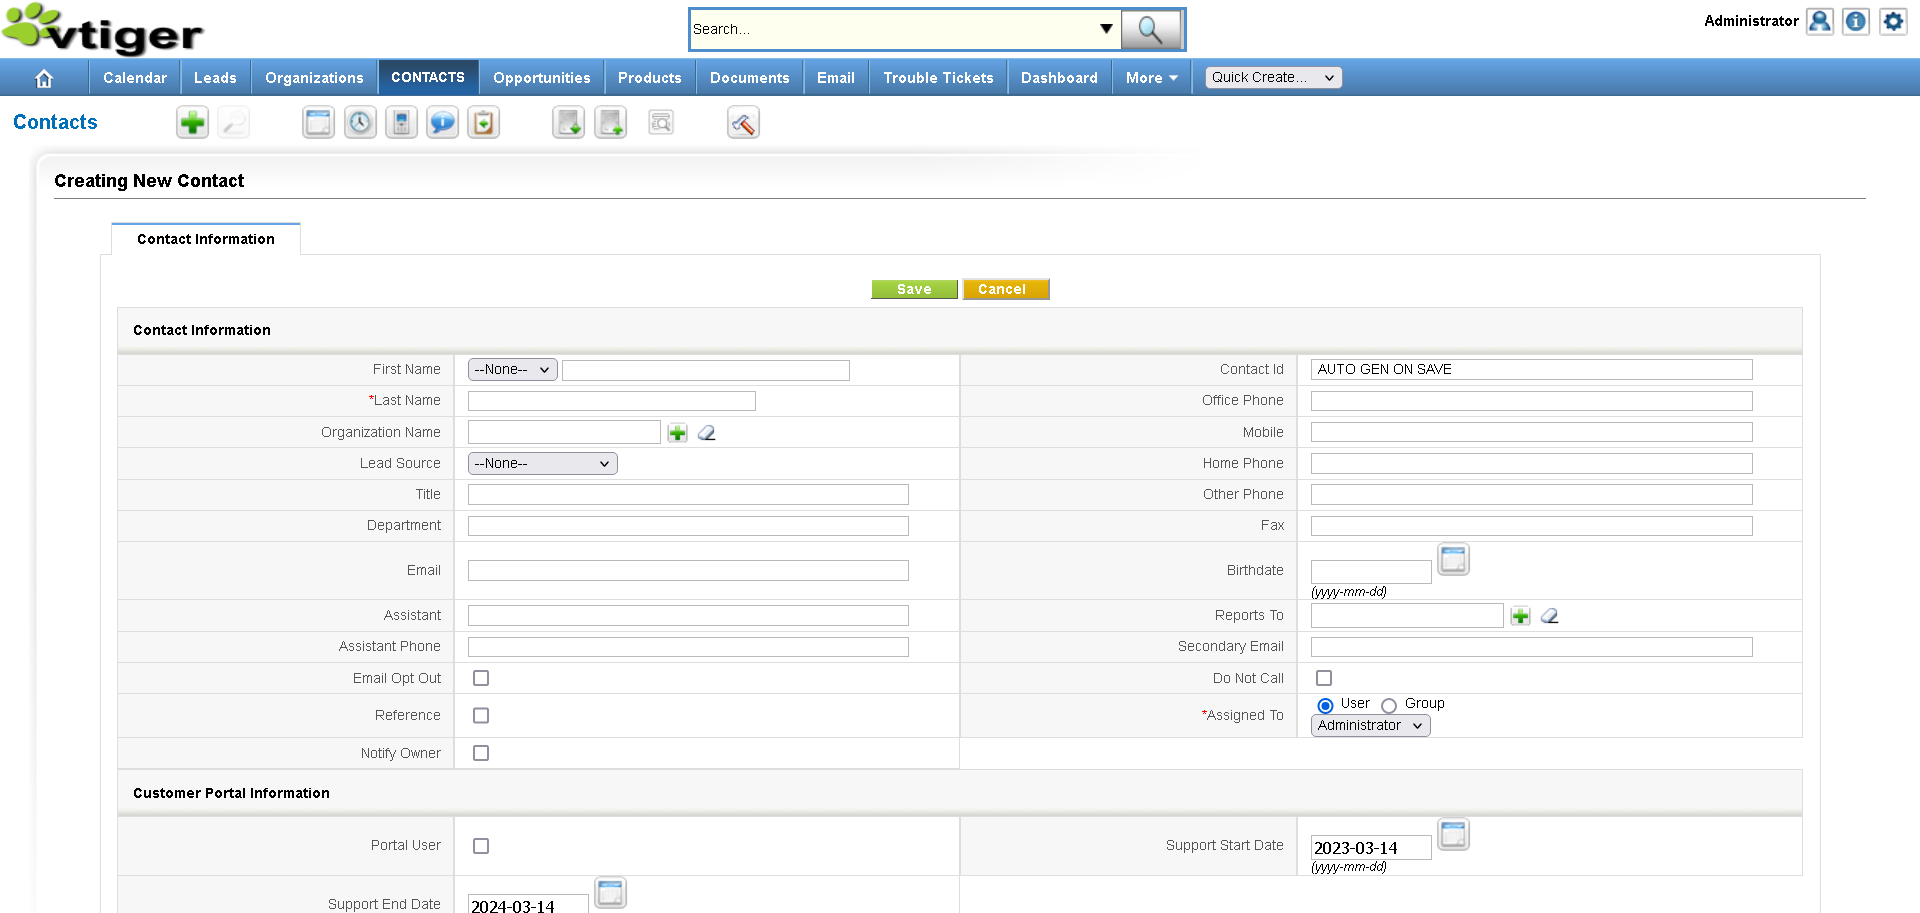 vtiger
Search...
Administrator
Calendar Leads Organizations CONTACTS Opportunities Products Documents Email Trouble Tickets Dashboard More Quick Create...
Contacts
Creating New Contact
Contact Information
Save Cancel
Contact Information
First Name --None-- Contact Id AUTO GEN ON SAVE
*Last Name Office Phone
Organization Name Mobile
Lead Source --None-- Home Phone
Title Other Phone
Department Fax
Email Birthdate
(yyyy-mm-dd)
Assistant Reports To
Assistant Phone Secondary Email
Email Opt Out Do Not Call
Reference *Assigned To User Group
Administrator
Notify Owner
Customer Portal Information
Portal User Support Start Date 2023-03-14
(yyyy-mm-dd)
Support End Date 2024-03-14